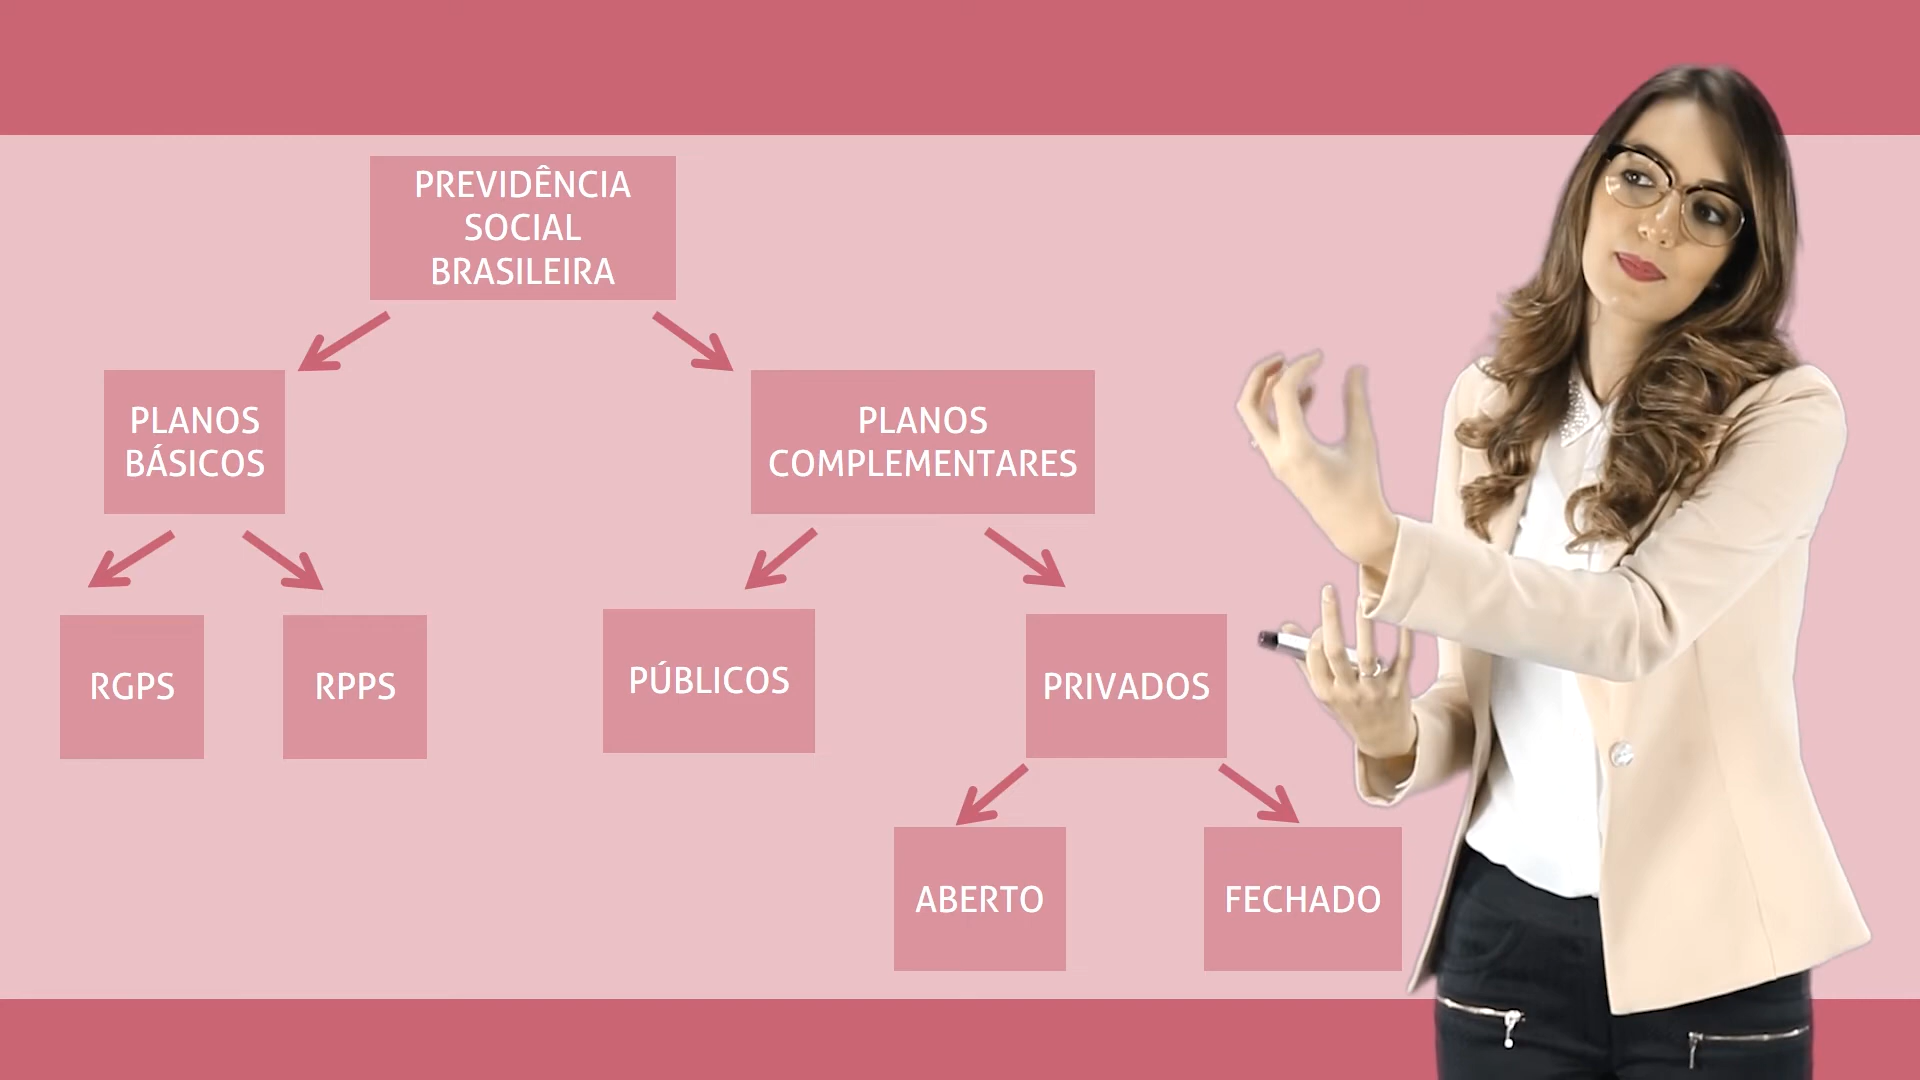 PREVIDÊNCIA
SOCIAL
BRASILEIRA
PLANOS
BÁSICOS
PLANOS
COMPLEMENTARES
RGPS
RPPS
PÚBLICOS
PRIVADOS
ABERTO
FECHADO